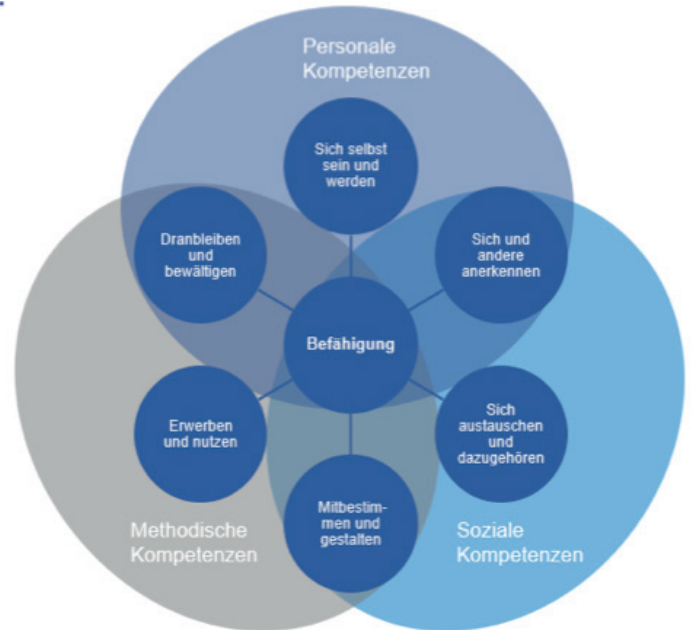 Personale
Kompetenzen
Sich selbst
sein und
werden
Dranbleiben
und
bewältigen
Sich und
andere
anerkennen
Befähigung
Erwerben
und nutzen
Sich
austauschen
und
dazugehören
Mitbestim-
men und
gestalten
Methodische
Kompetenzen
Soziale
Kompetenzen